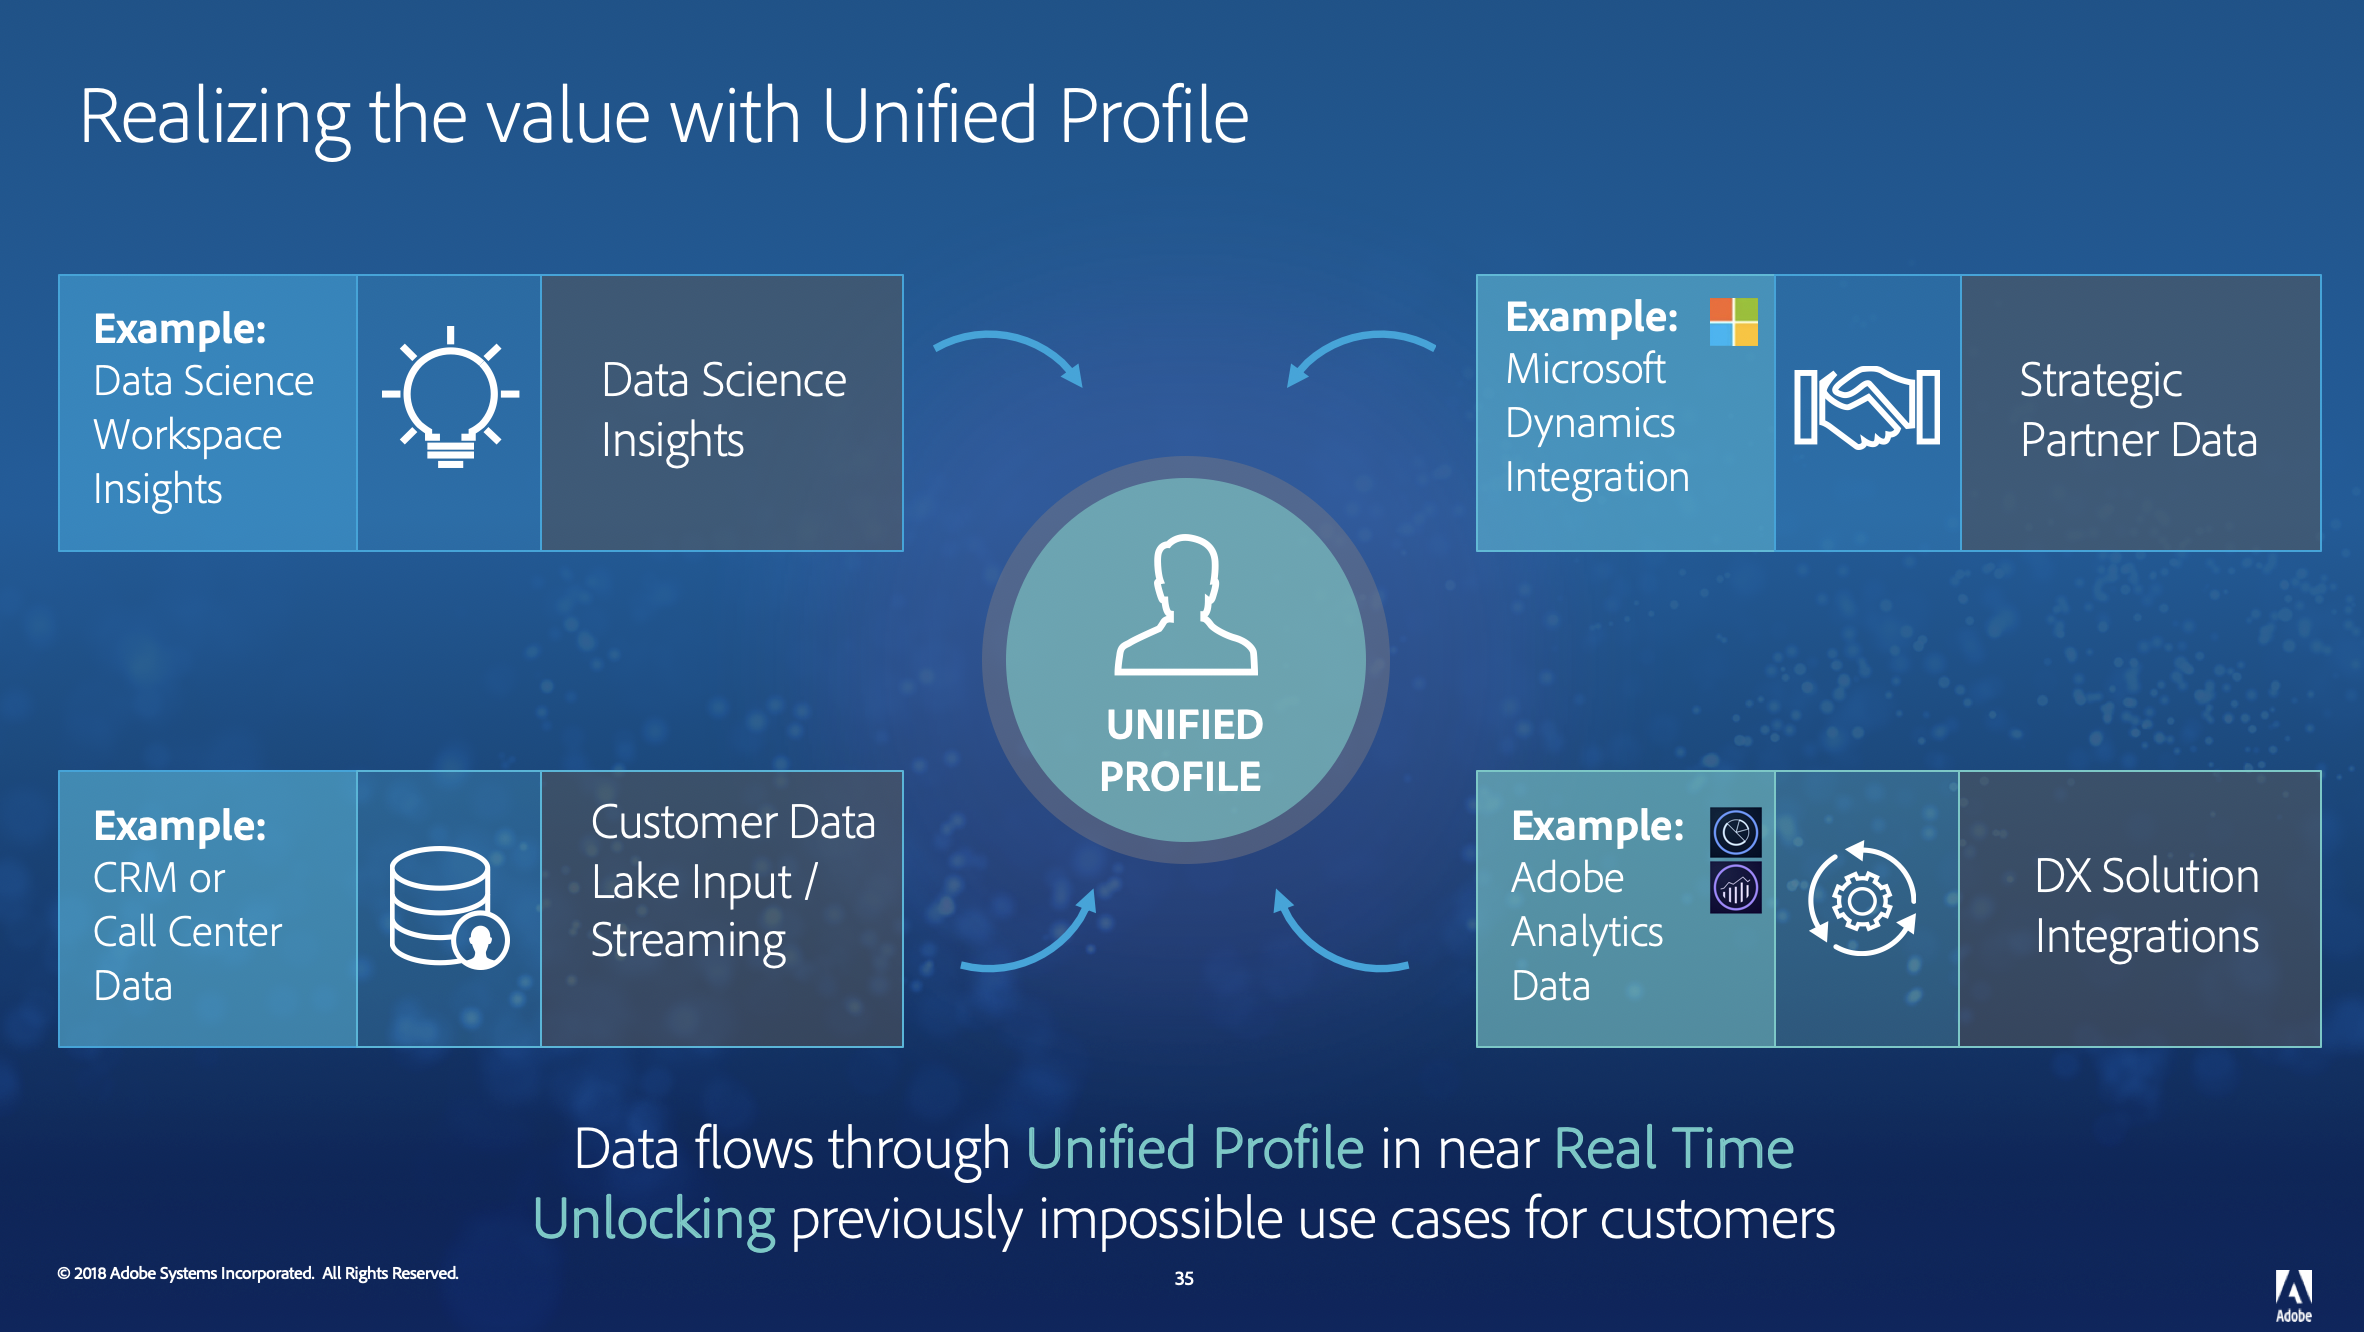 Realizing the value with Unified Profile
Example:
Data Science
Workspace
Insights
Data Science
Insights
Example:
Microsoft
Dynamics
Integration
Strategic
Partner Data
UNIFIED
PROFILE
Example:
CRM or
Call Center
Data
Customer Data
Lake Input /
Streaming
Example:
Adobe
Analytics
Data
DX Solution
Integrations
Data flows through Unified Profile in near Real Time
Unlocking previously impossible use cases for customers
© 2018 Adobe Systems Incorporated. All Rights Reserved.
35
Adobe